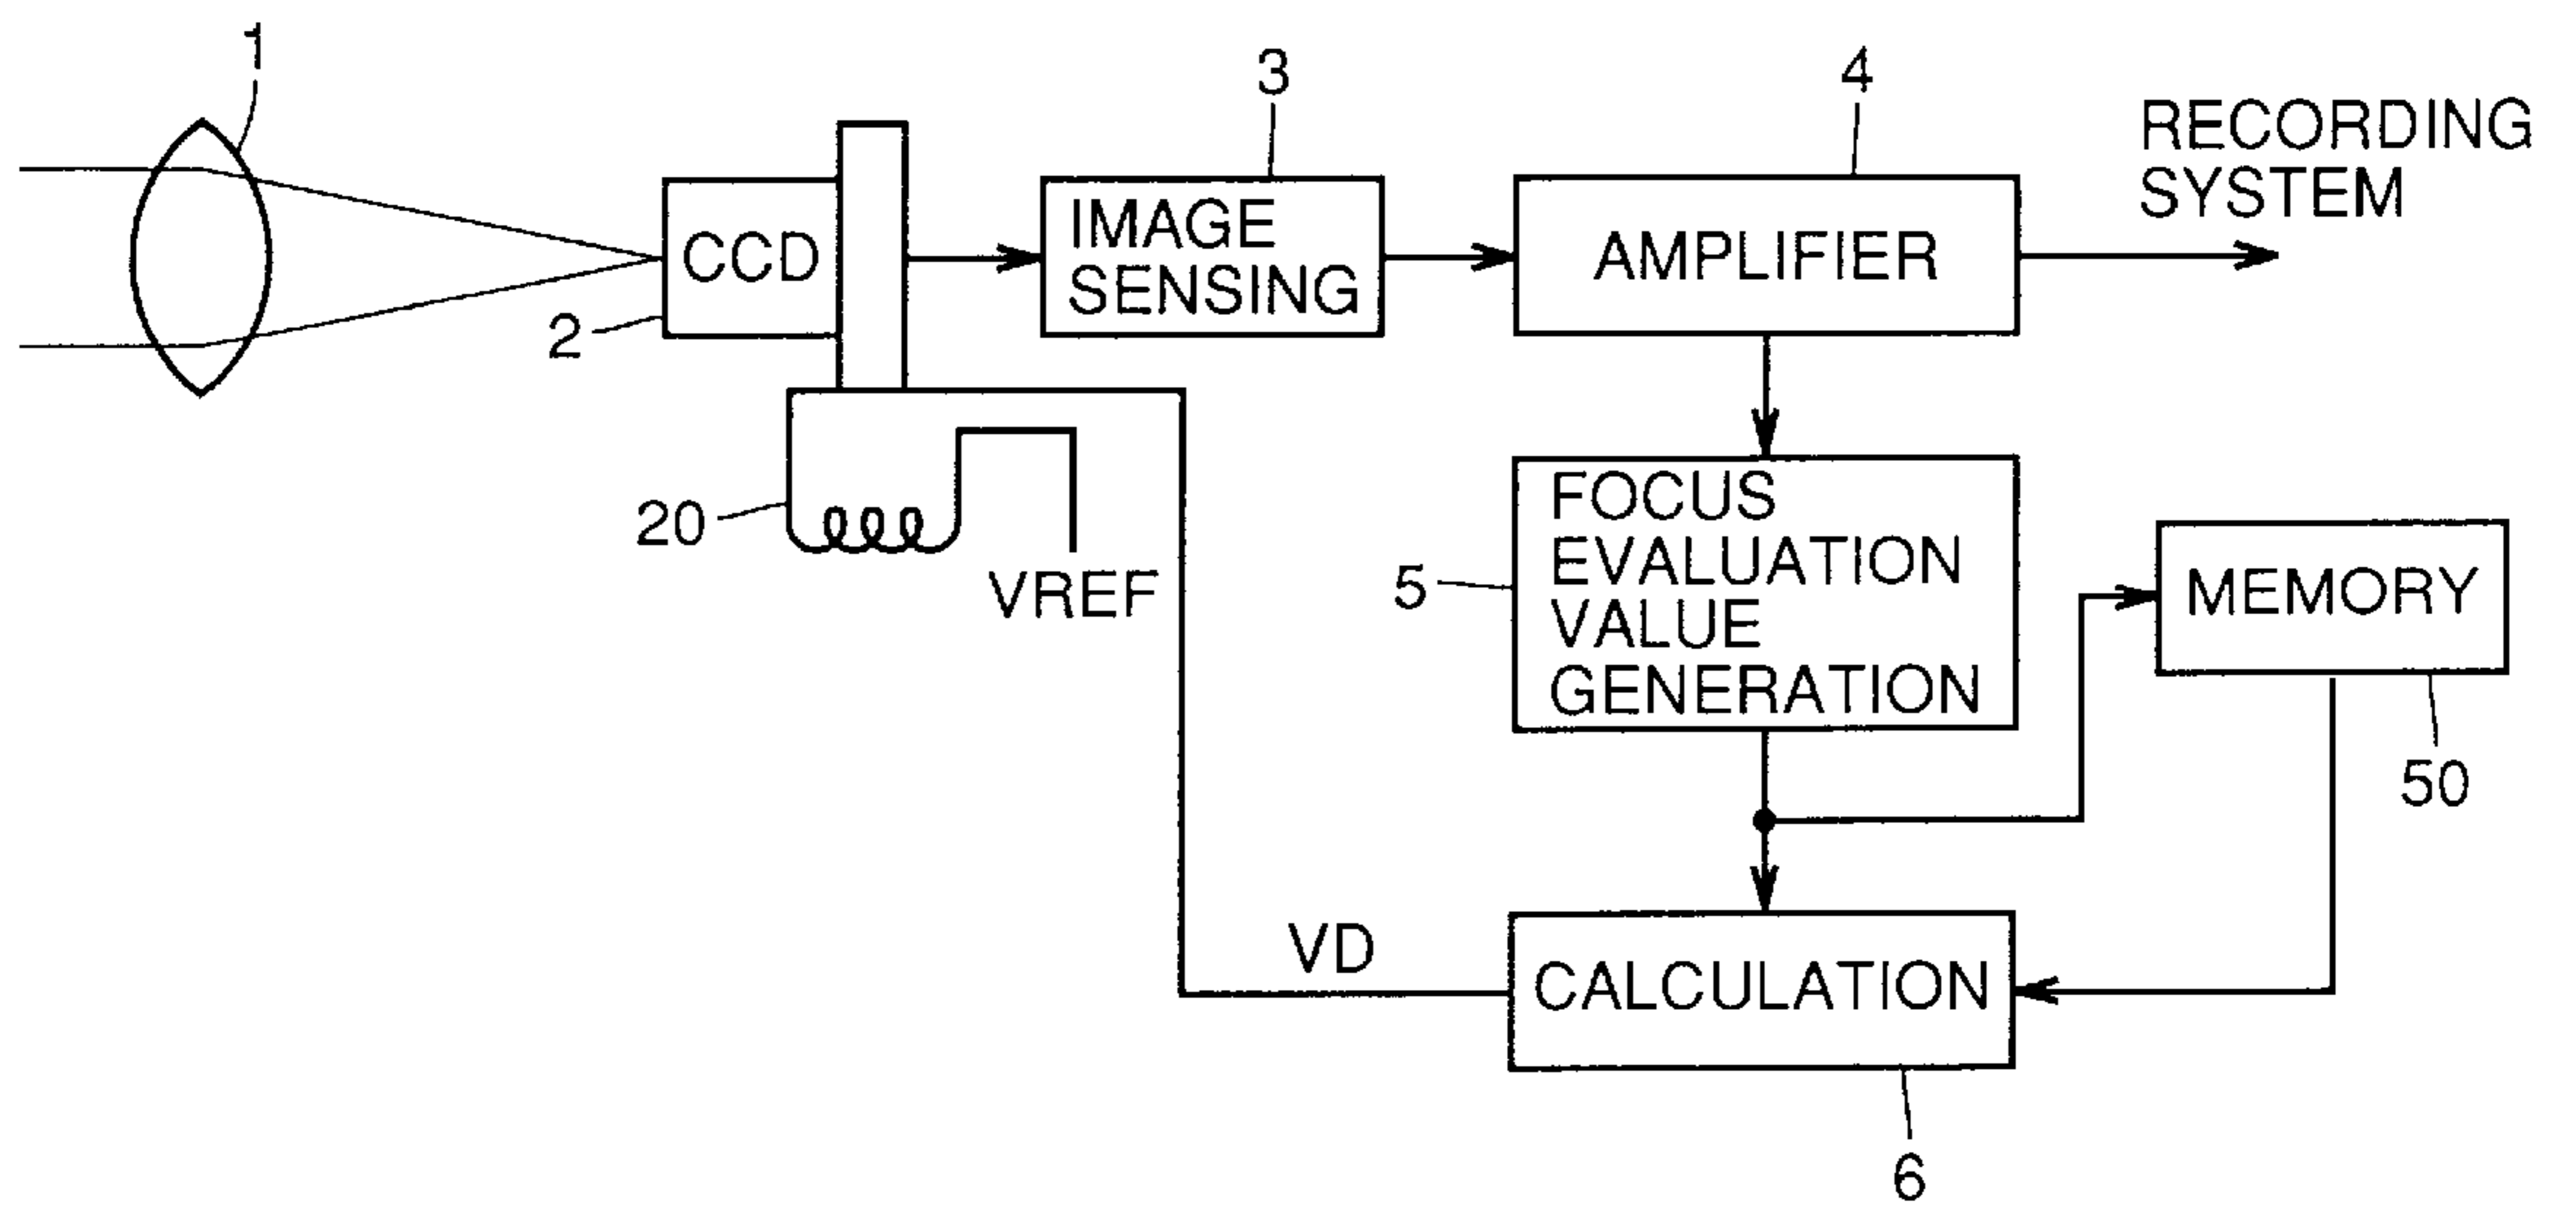 1
3
4
RECORDING
SYSTEM
CCD
IMAGE
SENSING
AMPLIFIER
2
20
VREF
5
FOCUS
EVALUATION
VALUE
GENERATION
MEMORY
50
VD
CALCULATION
6